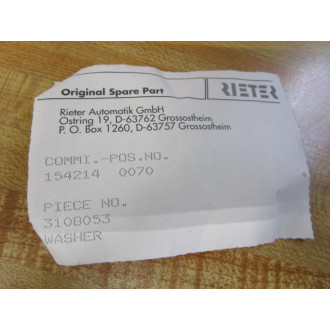 Original Spare Part
RIETER
Rieter Automatik GmbH
Ostring 19, D-63762 Grossostheim
P. O. Box 1260, D-63757 Grossostheim
COMMI.-POS.NO.
154214 0070
PIECE NO.
3108053
WASHER